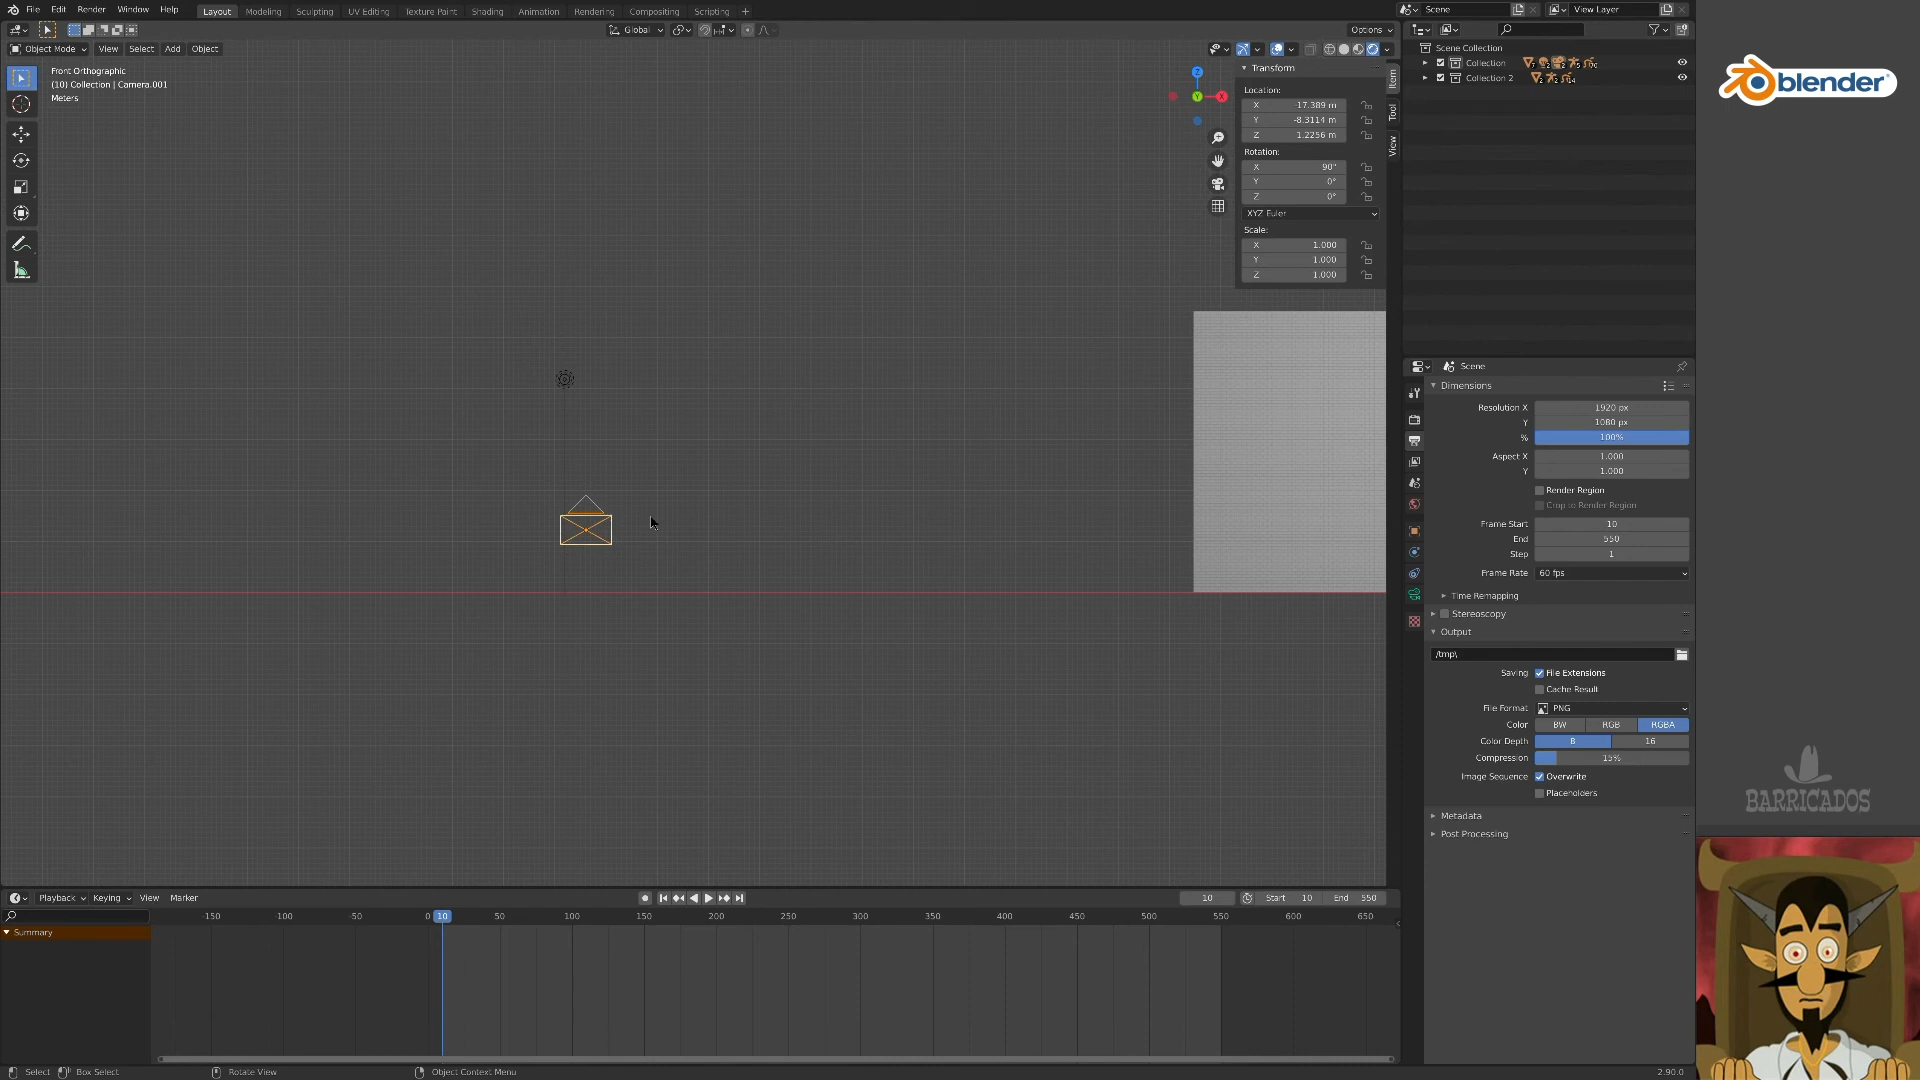 File Edit Render Window Help Layout Modeling Sculpting UV Editing Texture Paint Shading Animation Rendering Compositing Scripting + Scene View Layer
Global Options
Object Mode View Select Add Object
Front Orthographic
(10) Collection | Camera.001
Meters
Z
Y
X
Transform
Location:
X -17.389 m
Y -8.3114 m
Z 1.2256 m
Rotation:
X 90°
Y 0°
Z 0°
XYZ Euler
Scale:
X 1.000
Y 1.000
Z 1.000
Item
Tool
View
Scene Collection
Collection
Collection 2
blender
Scene
Dimensions
Resolution X 1920 px
Y 1080 px
% 100%
Aspect X 1.000
Y 1.000
Render Region
Crop to Render Region
Frame Start 10
End 550
Step 1
Frame Rate 60 fps
Time Remapping
Stereoscopy
Output
/tmp\
Saving File Extensions
Cache Result
File Format PNG
Color BW RGB RGBA
Color Depth 8 16
Compression 15%
Image Sequence Overwrite
Placeholders
Metadata
Post Processing
BARRICADOS
Playback Keying View Marker 10 Start 10 End 550
-150 -100 -50 0 10 50 100 150 200 250 300 350 400 450 500 550 600 650
Summary
Select Box Select Rotate View Object Context Menu 2.90.0